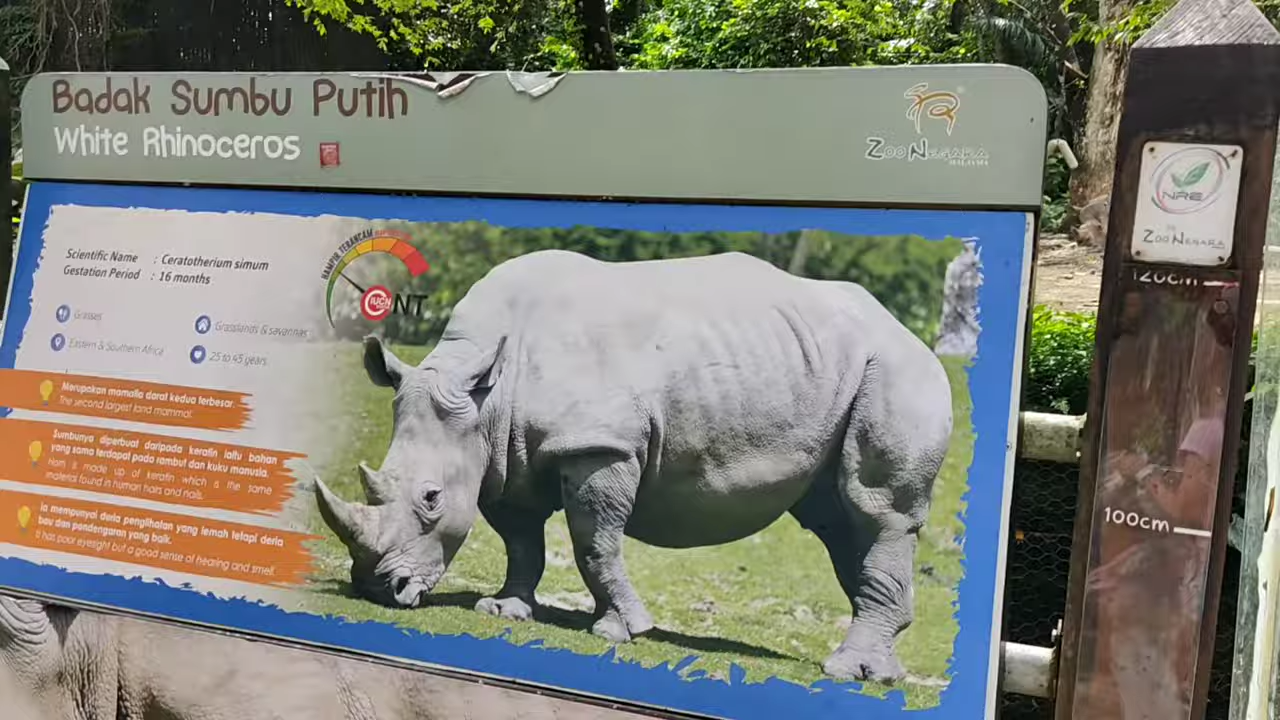 Badak Sumbu Putih
White Rhinoceros
Zoo Negara
MALAYSIA
Scientific Name : Ceratotherium simum
Gestation Period : 16 months
Grasses
Grasslands & savannas
Eastern & Southern Africa
25 to 45 years
HAMPIR TERANCAM
IUCN
NT
Merupakan mamalia darat kedua terbesar.
The second largest land mammal.
Sumbunya diperbuat daripada keratin iaitu bahan
yang sama terdapat pada rambut dan kuku manusia.
Horn is made up of keratin which is the same
material found in human hairs and nails.
Ia mempunyai deria penglihatan yang lemah tetapi deria
bau dan pendengaran yang baik.
It has poor eyesight but a good sense of hearing and smell.
NRE
Zoo Negara
120cm
100cm